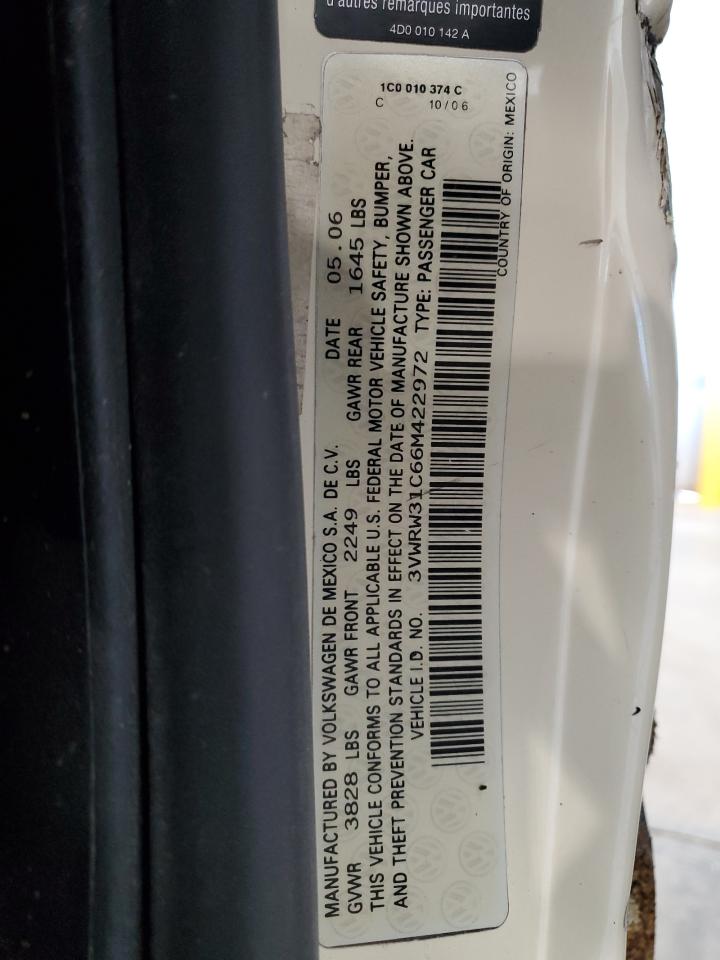 d'autres remarques importantes
4D0 010 142 A
1C0 010 374 C
C 10/06
MANUFACTURED BY VOLKSWAGEN DE MEXICO S.A. DE C.V. DATE 05.06
GVWR 3828 LBS GAWR FRONT 2249 LBS GAWR REAR 1645 LBS
THIS VEHICLE CONFORMS TO ALL APPLICABLE U.S. FEDERAL MOTOR VEHICLE SAFETY, BUMPER,
AND THEFT PREVENTION STANDARDS IN EFFECT ON THE DATE OF MANUFACTURE SHOWN ABOVE.
VEHICLE I.D. NO. 3VWRW31C66M422972 TYPE: PASSENGER CAR
COUNTRY OF ORIGIN: MEXICO